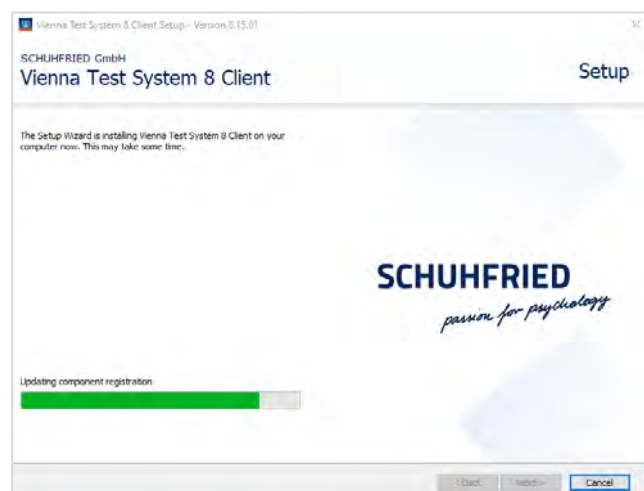 Vienna Test System 8 Client Setup - Version 8.15.01
SCHUHFRIED GmbH
Vienna Test System 8 Client
Setup
The Setup Wizard is installing Vienna Test System 8 Client on your
computer now. This may take some time.
SCHUHFRIED
passion for psychology
Updating component registration
< Back
Next >
Cancel